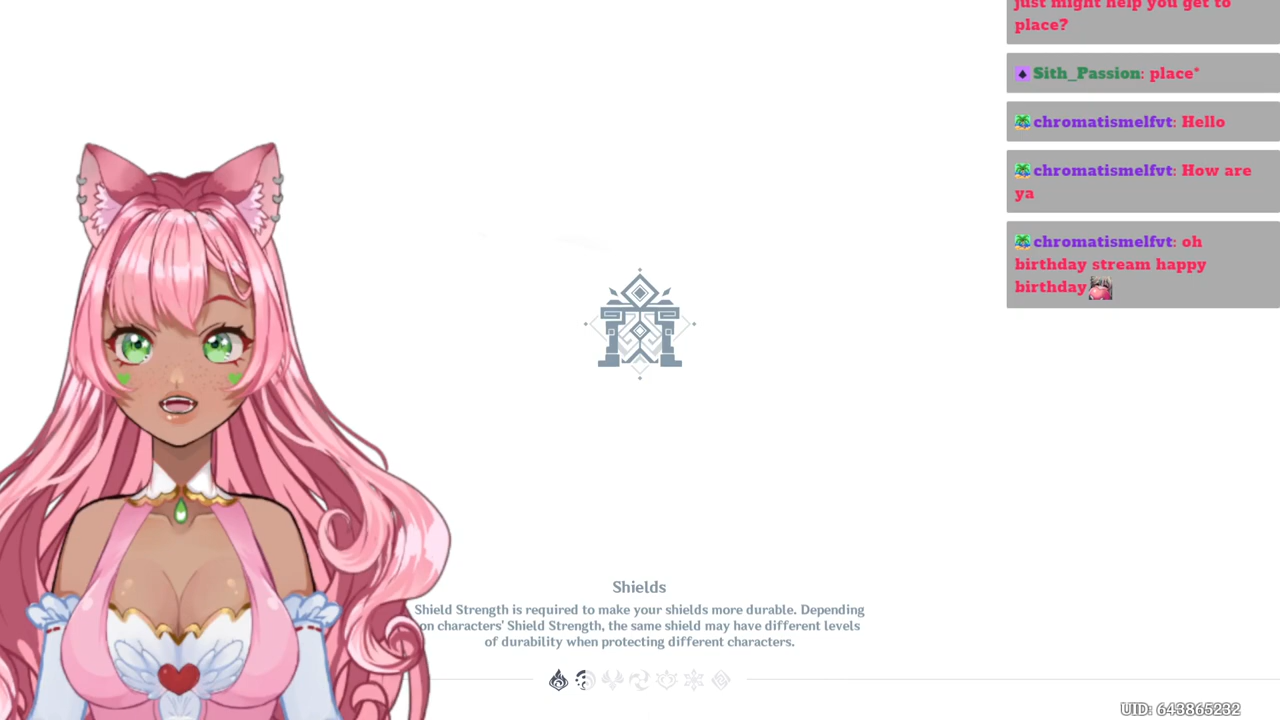 just might help you get to
place?
Sith_Passion: place*
chromatismelfvt: Hello
chromatismelfvt: How are
ya
chromatismelfvt: oh
birthday stream happy
birthday
Shields
Shield Strength is required to make your shields more durable. Depending
on characters' Shield Strength, the same shield may have different levels
of durability when protecting different characters.
UID: 643865232